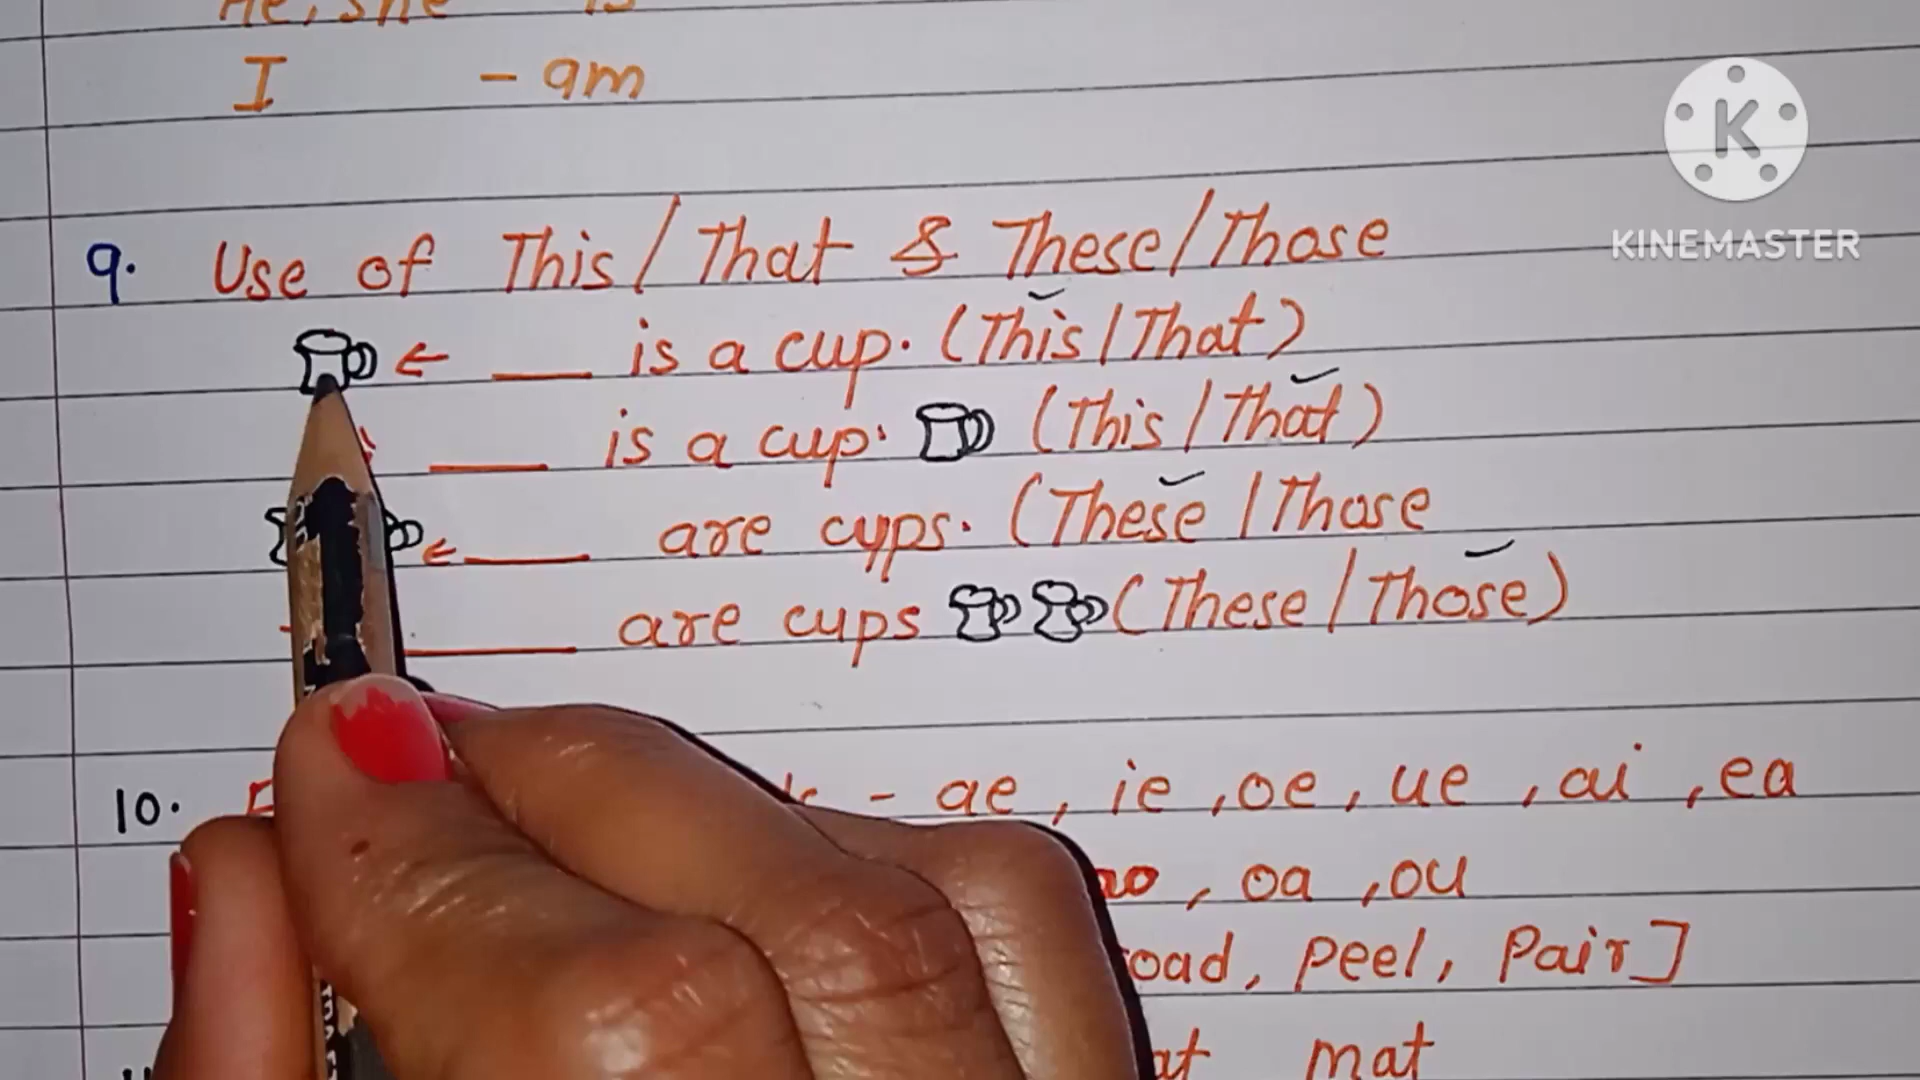 He, she is
I - am
K
KINEMASTER
9. Use of This/That & These/Those
← ___ is a cup. (This/That)
___ is a cup. (This/That)
← ___ are cyps. (These/Those
___ are cups (These/Those)
10. - ae, ie, oe, ue, ai, ea
, oa, ou
peel, Pair]
mat